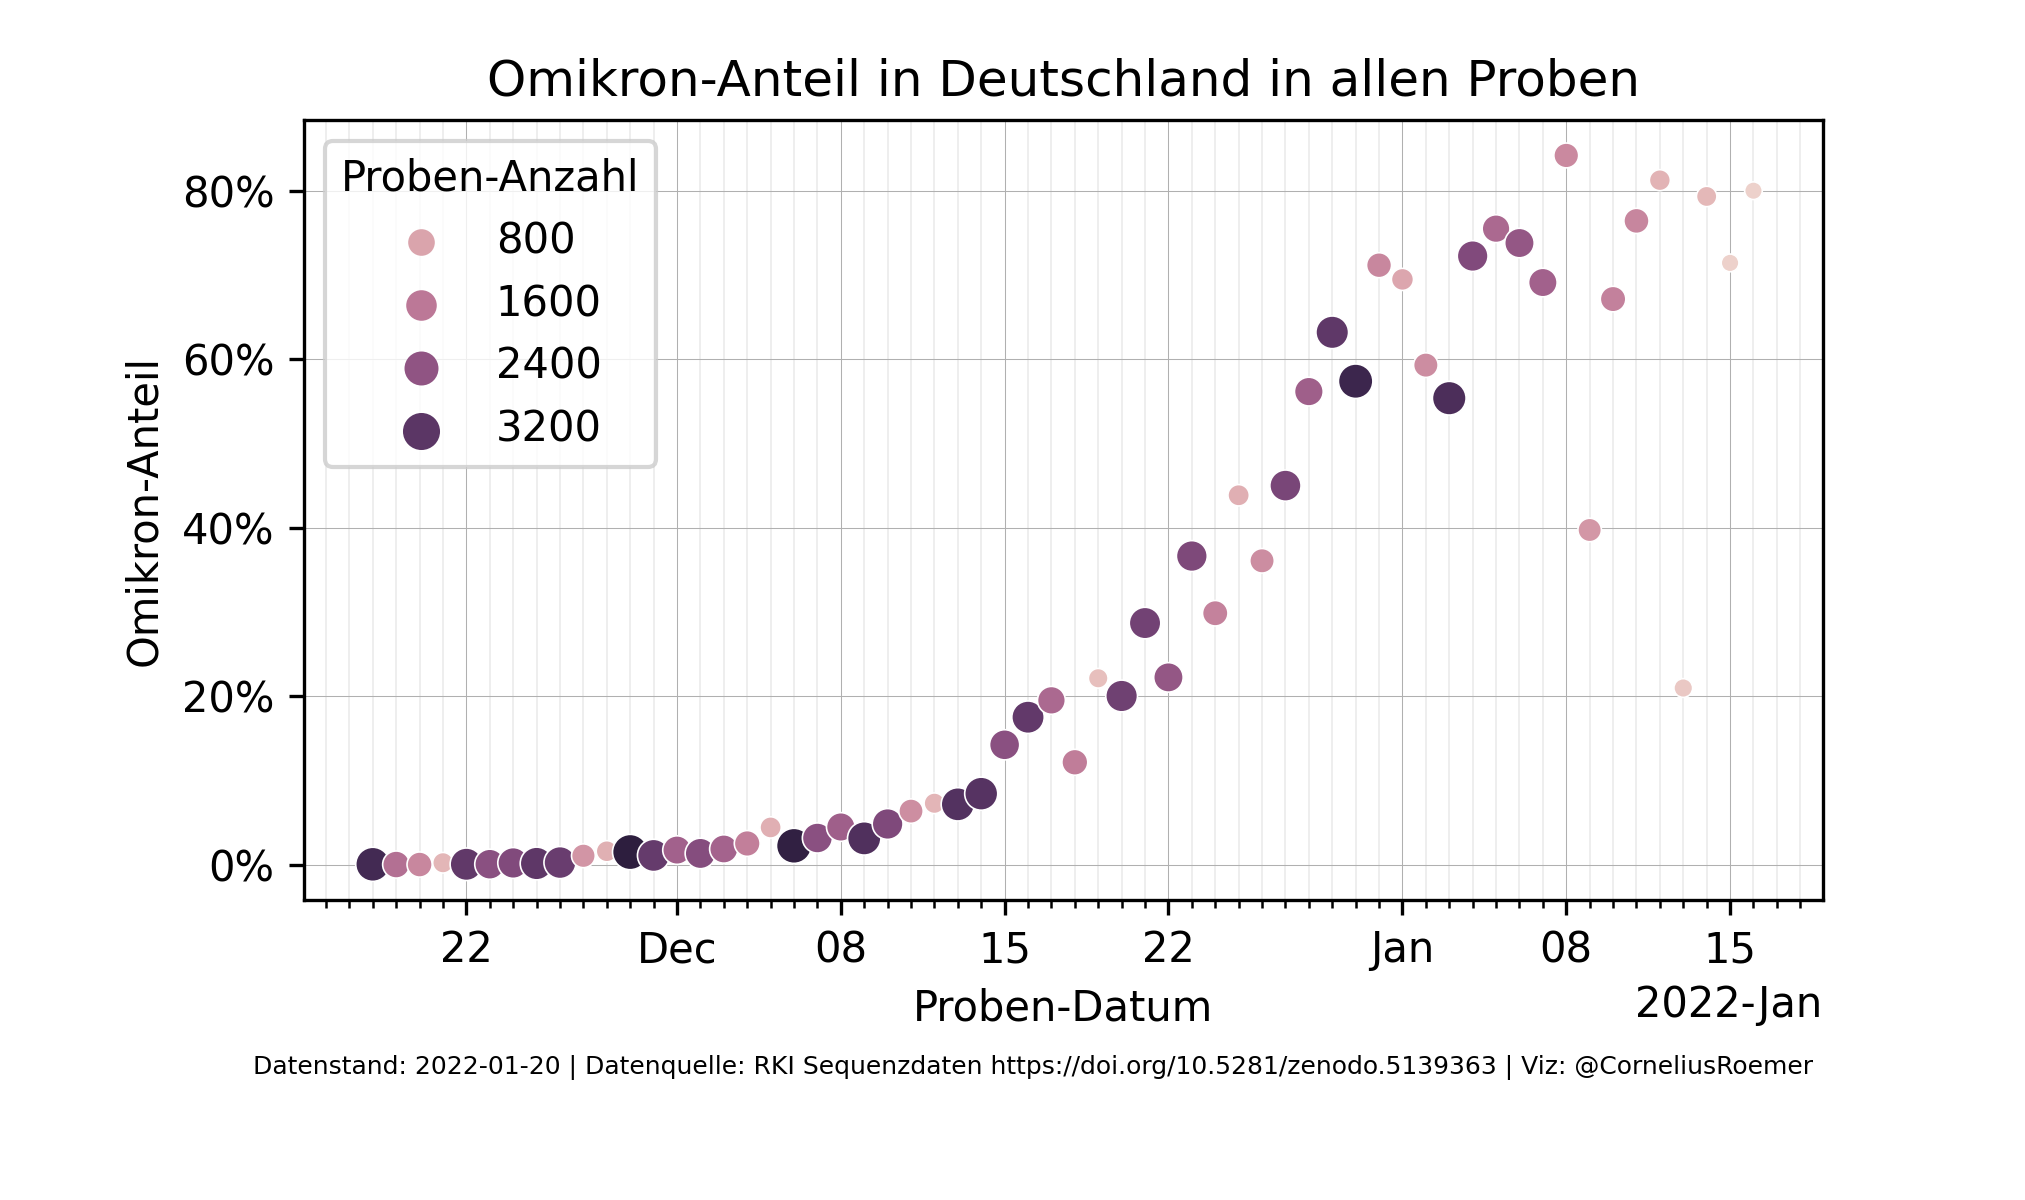 Omikron-Anteil in Deutschland in allen Proben
Proben-Anzahl
800
1600
2400
3200
80%
60%
40%
20%
0%
Omikron-Anteil
22 Dec 08 15 22 Jan 08 15
Proben-Datum
2022-Jan
Datenstand: 2022-01-20 | Datenquelle: RKI Sequenzdaten https://doi.org/10.5281/zenodo.5139363 | Viz: @CorneliusRoemer